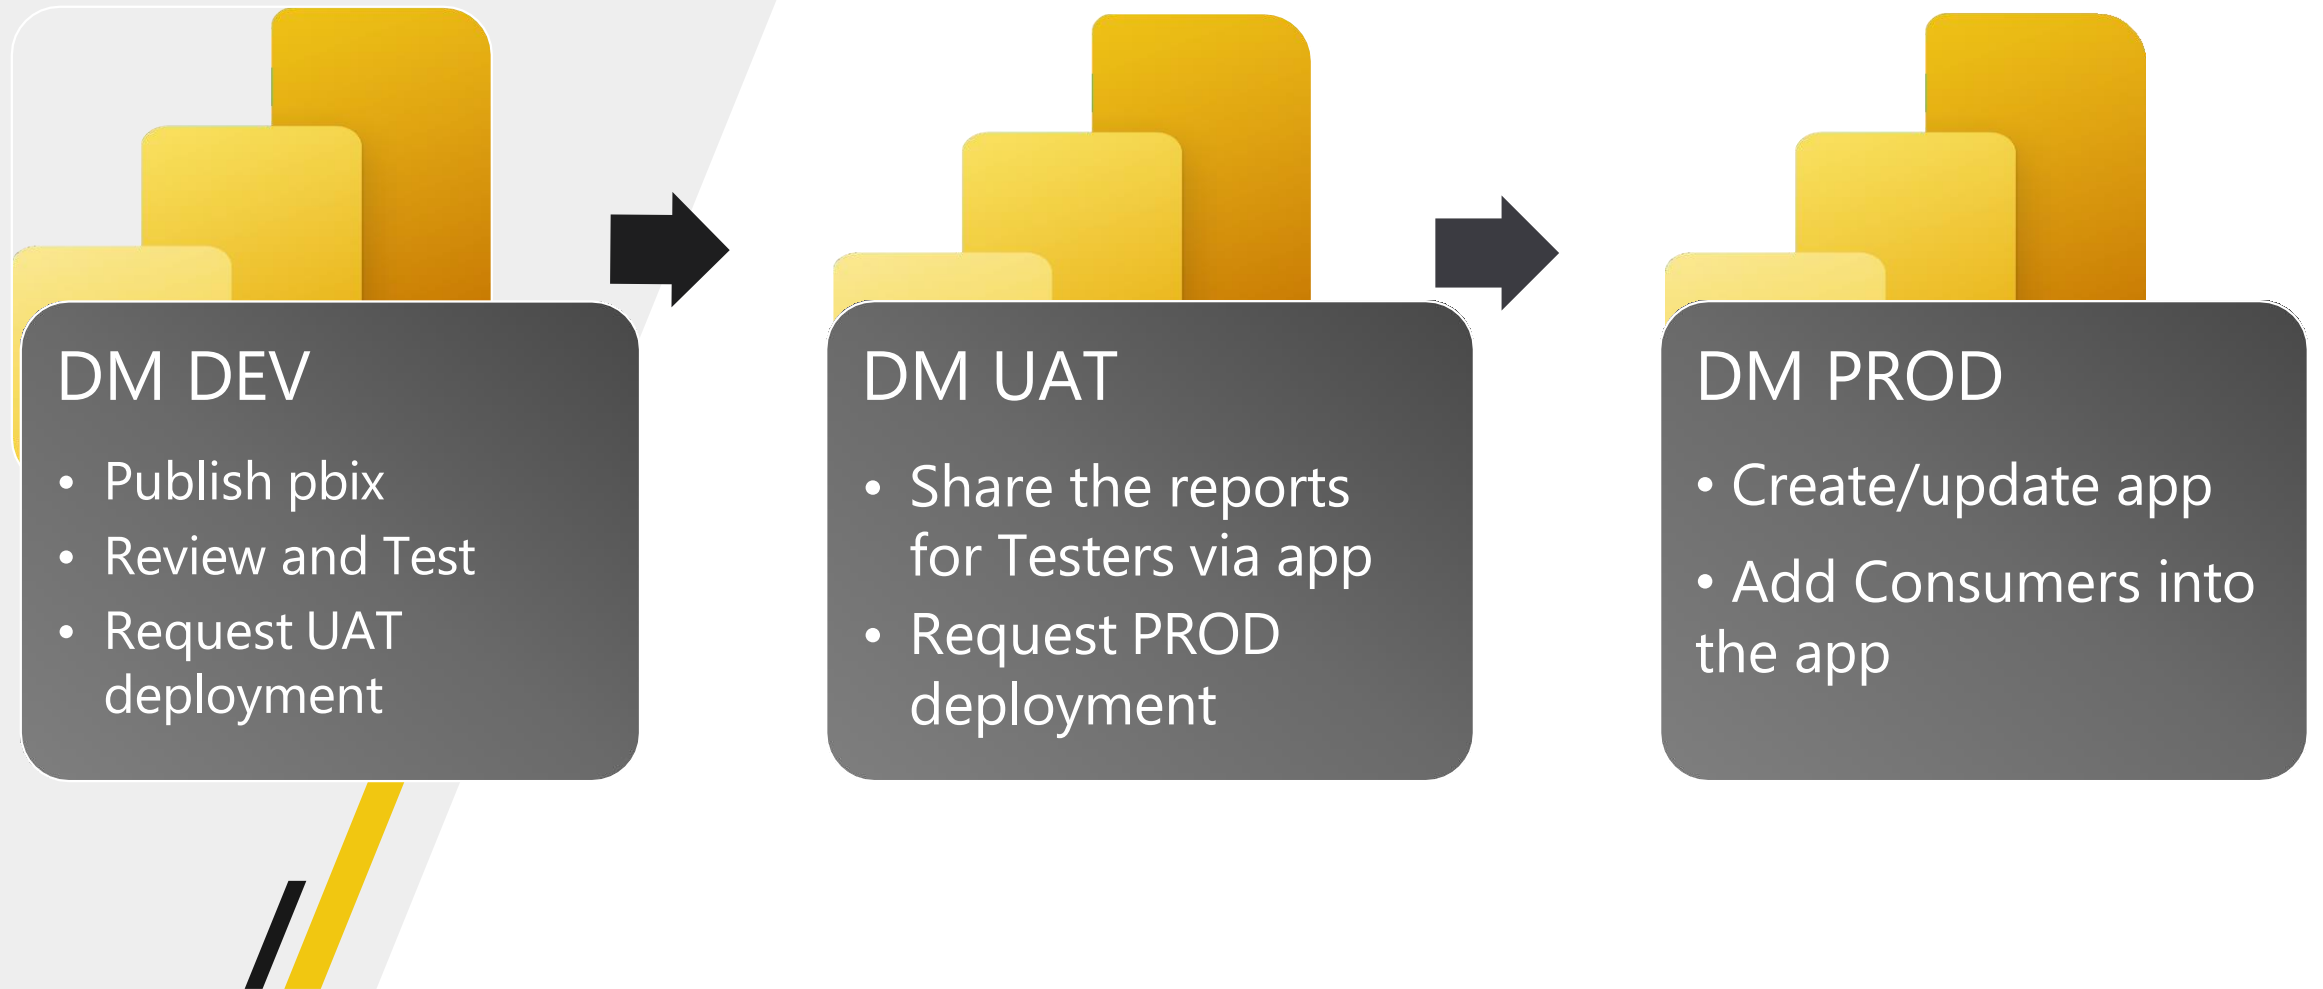 DM DEV
• Publish pbix
• Review and Test
• Request UAT
deployment
DM UAT
• Share the reports
for Testers via app
• Request PROD
deployment
DM PROD
• Create/update app
• Add Consumers into
the app